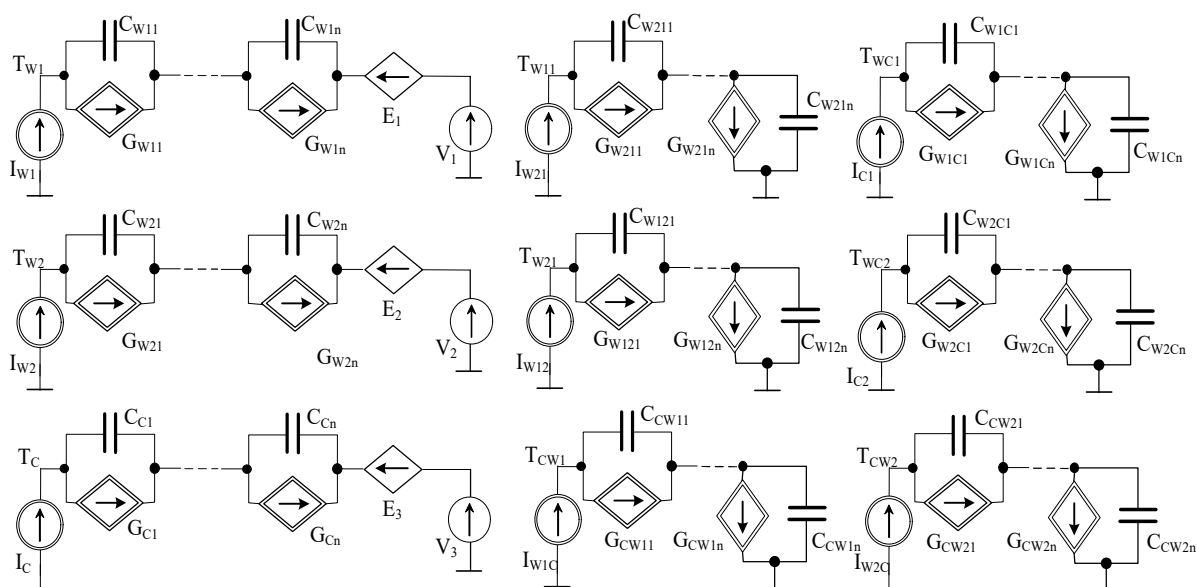 C_W11 C_W1n C_W211 C_W1C1
T_W1 T_W11 T_WC1
E_1 C_W21n C_W1Cn
G_W11 G_W1n V_1 G_W211 G_W21n G_W1C1 G_W1Cn
I_W1 I_W21 I_C1
C_W21 C_W2n C_W121 C_W2C1
T_W2 T_W21 T_WC2
E_2
G_W21 G_W2n V_2 G_W121 G_W12n C_W12n G_W2C1 G_W2Cn C_W2Cn
I_W2 I_W12 I_C2
C_C1 C_Cn C_CW11 C_CW21
T_C T_CW1 T_CW2
E_3
G_C1 G_Cn V_3 G_CW11 G_CW1n C_CW1n G_CW21 G_CW2n C_CW2n
I_C I_W1C I_W2C